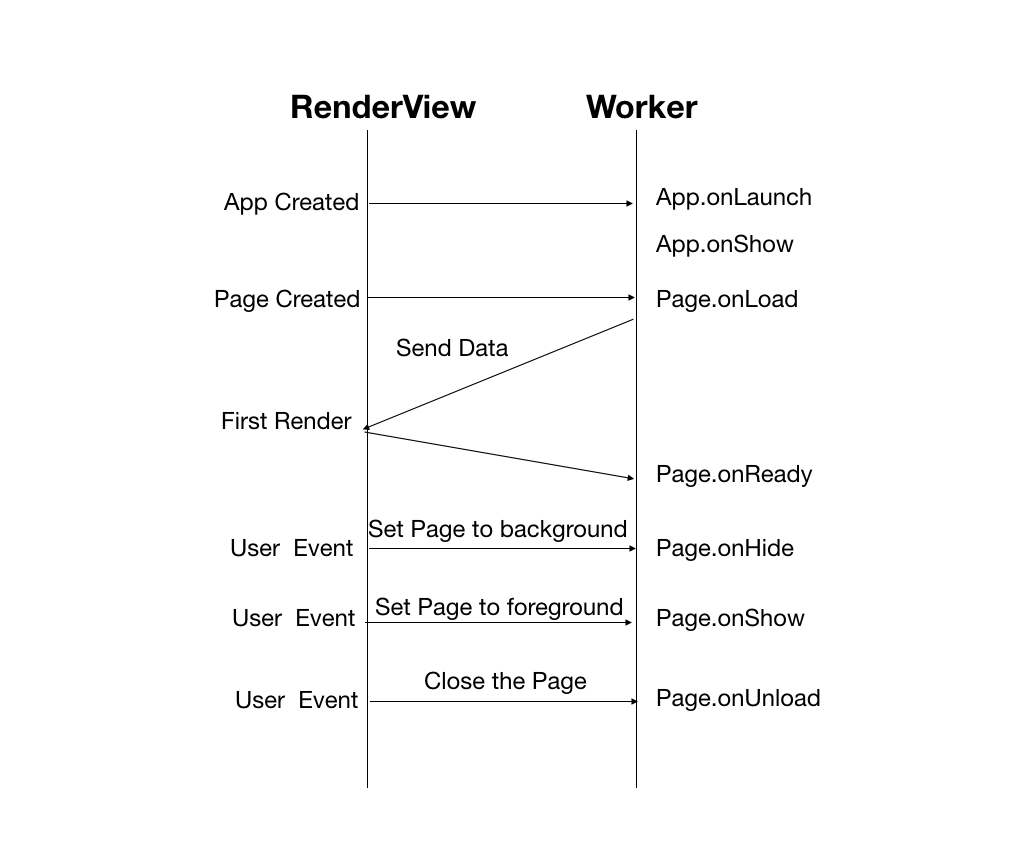 RenderView Worker
App Created App.onLaunch
App.onShow
Page Created Page.onLoad
Send Data
First Render
Page.onReady
Set Page to background
User Event Page.onHide
Set Page to foreground
User Event Page.onShow
Close the Page
User Event Page.onUnload